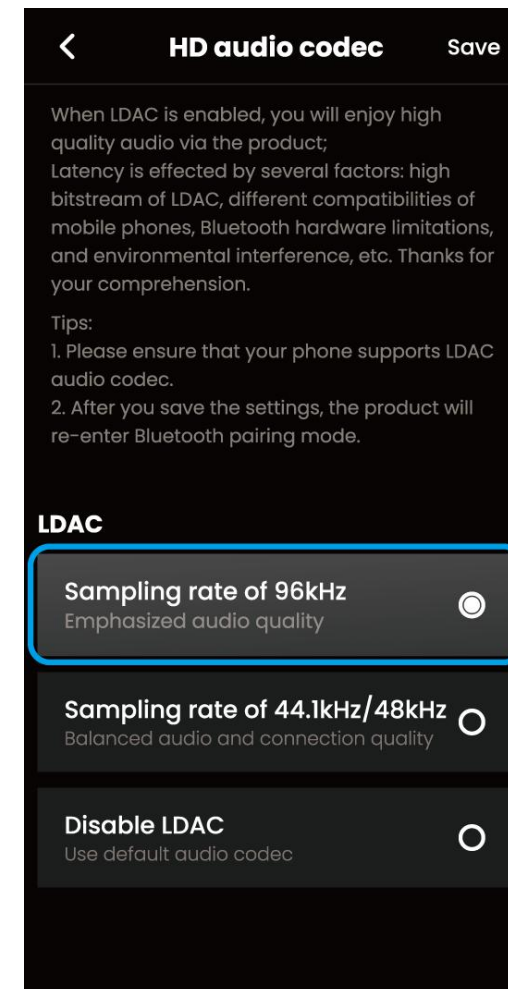 HD audio codec Save
When LDAC is enabled, you will enjoy high
quality audio via the product;
Latency is effected by several factors: high
bitstream of LDAC, different compatibilities of
mobile phones, Bluetooth hardware limitations,
and environmental interference, etc. Thanks for
your comprehension.
Tips:
1. Please ensure that your phone supports LDAC
audio codec.
2. After you save the settings, the product will
re-enter Bluetooth pairing mode.
LDAC
Sampling rate of 96kHz
Emphasized audio quality
Sampling rate of 44.1kHz/48kHz
Balanced audio and connection quality
Disable LDAC
Use default audio codec